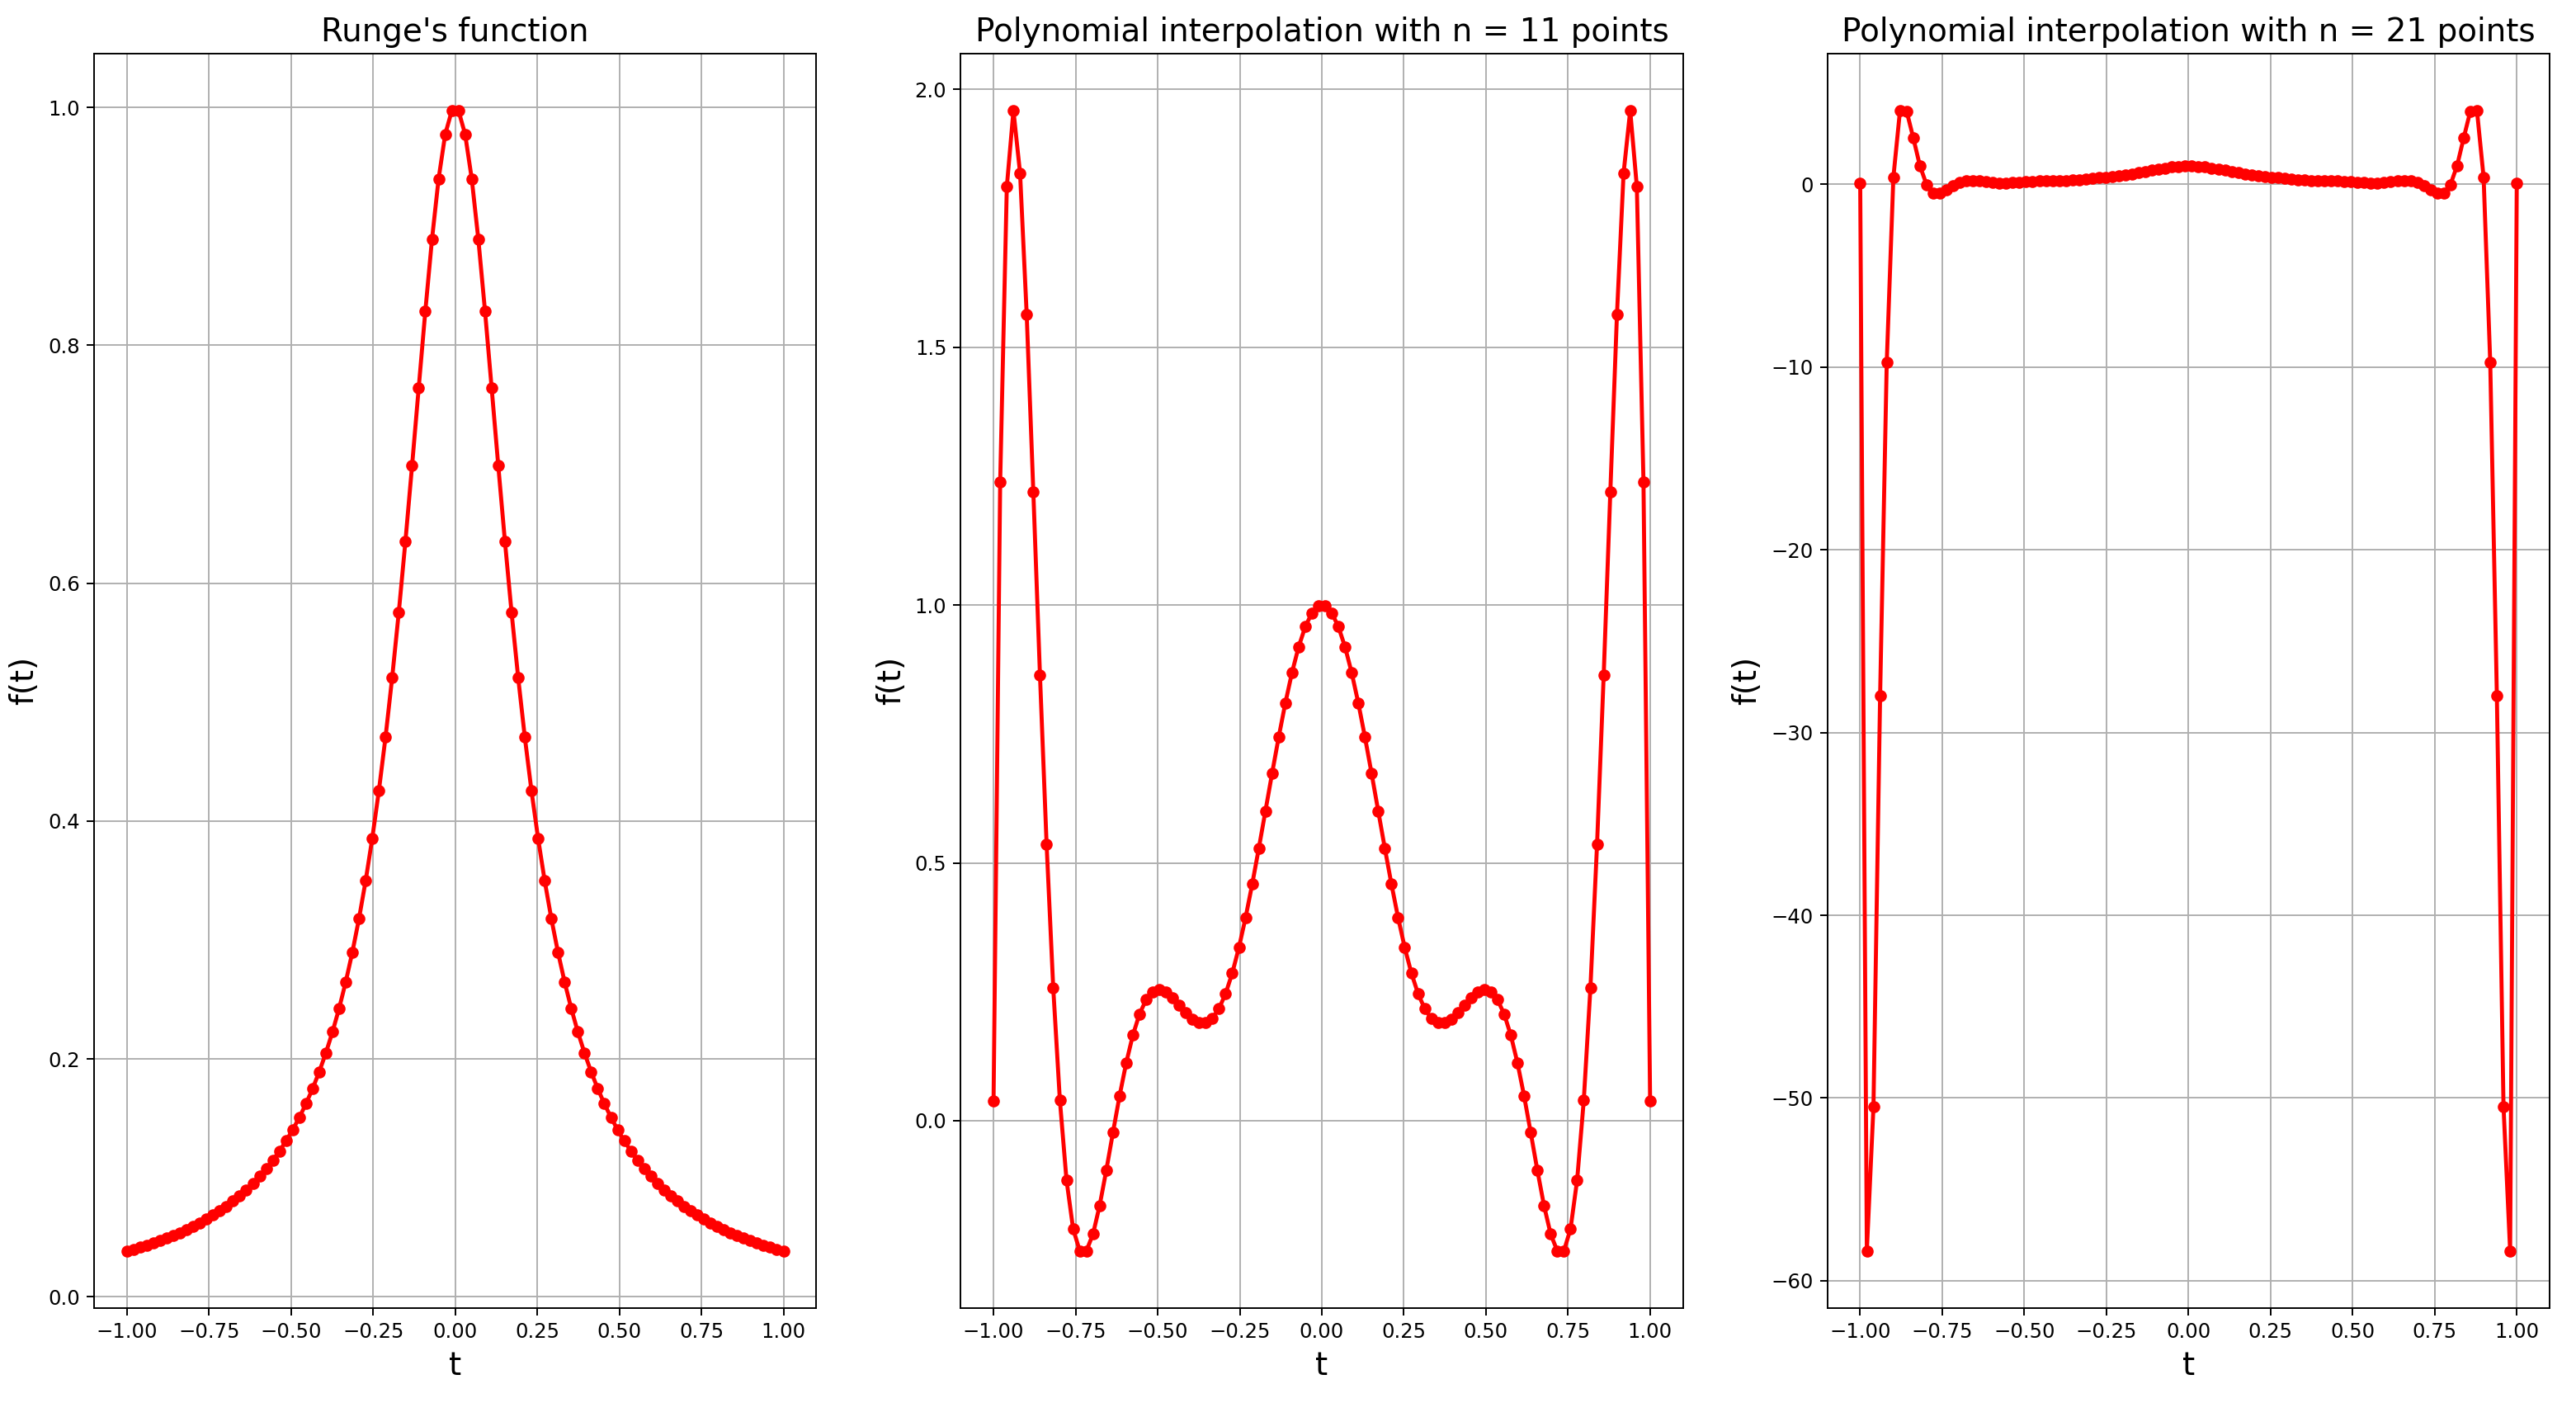 Runge's function
1.0
0.8
0.6
0.4
0.2
0.0
f(t)
−1.00 −0.75 −0.50 −0.25 0.00 0.25 0.50 0.75 1.00
t
Polynomial interpolation with n = 11 points
2.0
1.5
1.0
0.5
0.0
f(t)
−1.00 −0.75 −0.50 −0.25 0.00 0.25 0.50 0.75 1.00
t
Polynomial interpolation with n = 21 points
0
−10
−20
−30
−40
−50
−60
f(t)
−1.00 −0.75 −0.50 −0.25 0.00 0.25 0.50 0.75 1.00
t